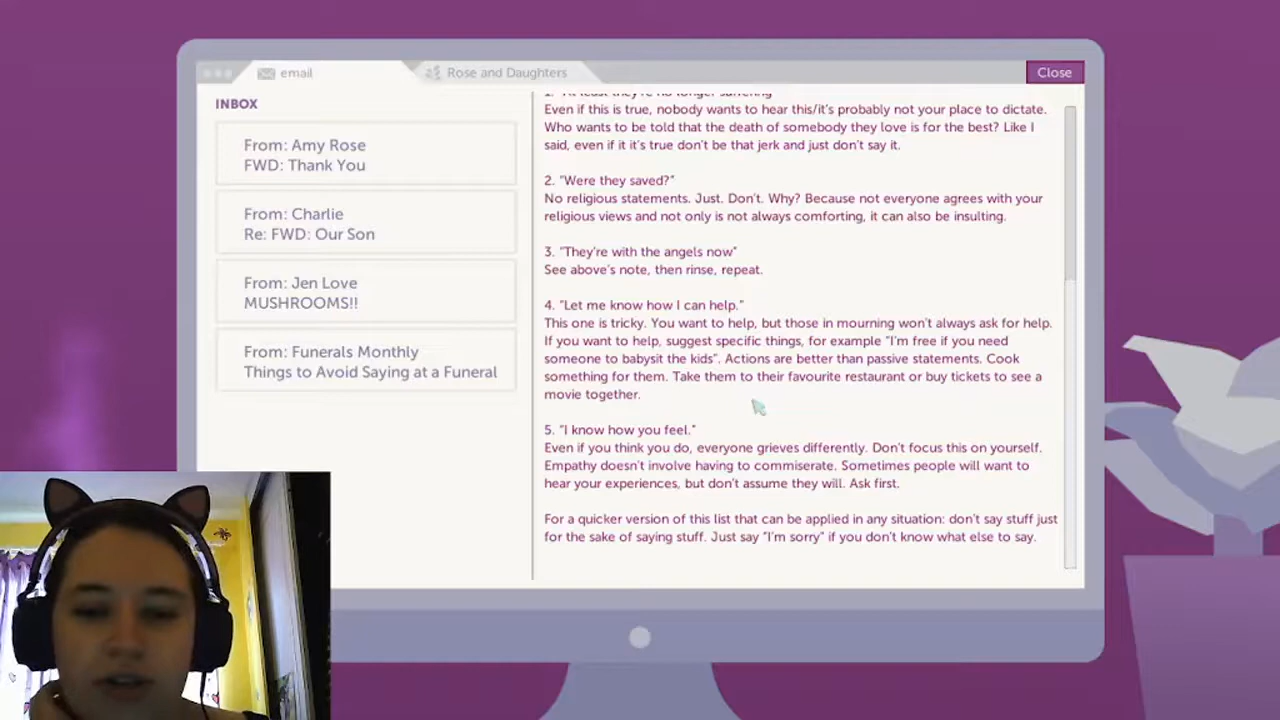 email
Rose and Daughters
Close
INBOX
From: Amy Rose
FWD: Thank You
From: Charlie
Re: FWD: Our Son
From: Jen Love
MUSHROOMS!!
From: Funerals Monthly
Things to Avoid Saying at a Funeral
1. "At least they're no longer suffering"
Even if this is true, nobody wants to hear this/it's probably not your place to dictate.
Who wants to be told that the death of somebody they love is for the best? Like I
said, even if it it's true don't be that jerk and just don't say it.
2. "Were they saved?"
No religious statements. Just. Don't. Why? Because not everyone agrees with your
religious views and not only is not always comforting, it can also be insulting.
3. "They're with the angels now"
See above's note, then rinse, repeat.
4. "Let me know how I can help."
This one is tricky. You want to help, but those in mourning won't always ask for help.
If you want to help, suggest specific things, for example "I'm free if you need
someone to babysit the kids". Actions are better than passive statements. Cook
something for them. Take them to their favourite restaurant or buy tickets to see a
movie together.
5. "I know how you feel."
Even if you think you do, everyone grieves differently. Don't focus this on yourself.
Empathy doesn't involve having to commiserate. Sometimes people will want to
hear your experiences, but don't assume they will. Ask first.
For a quicker version of this list that can be applied in any situation: don't say stuff just
for the sake of saying stuff. Just say "I'm sorry" if you don't know what else to say.